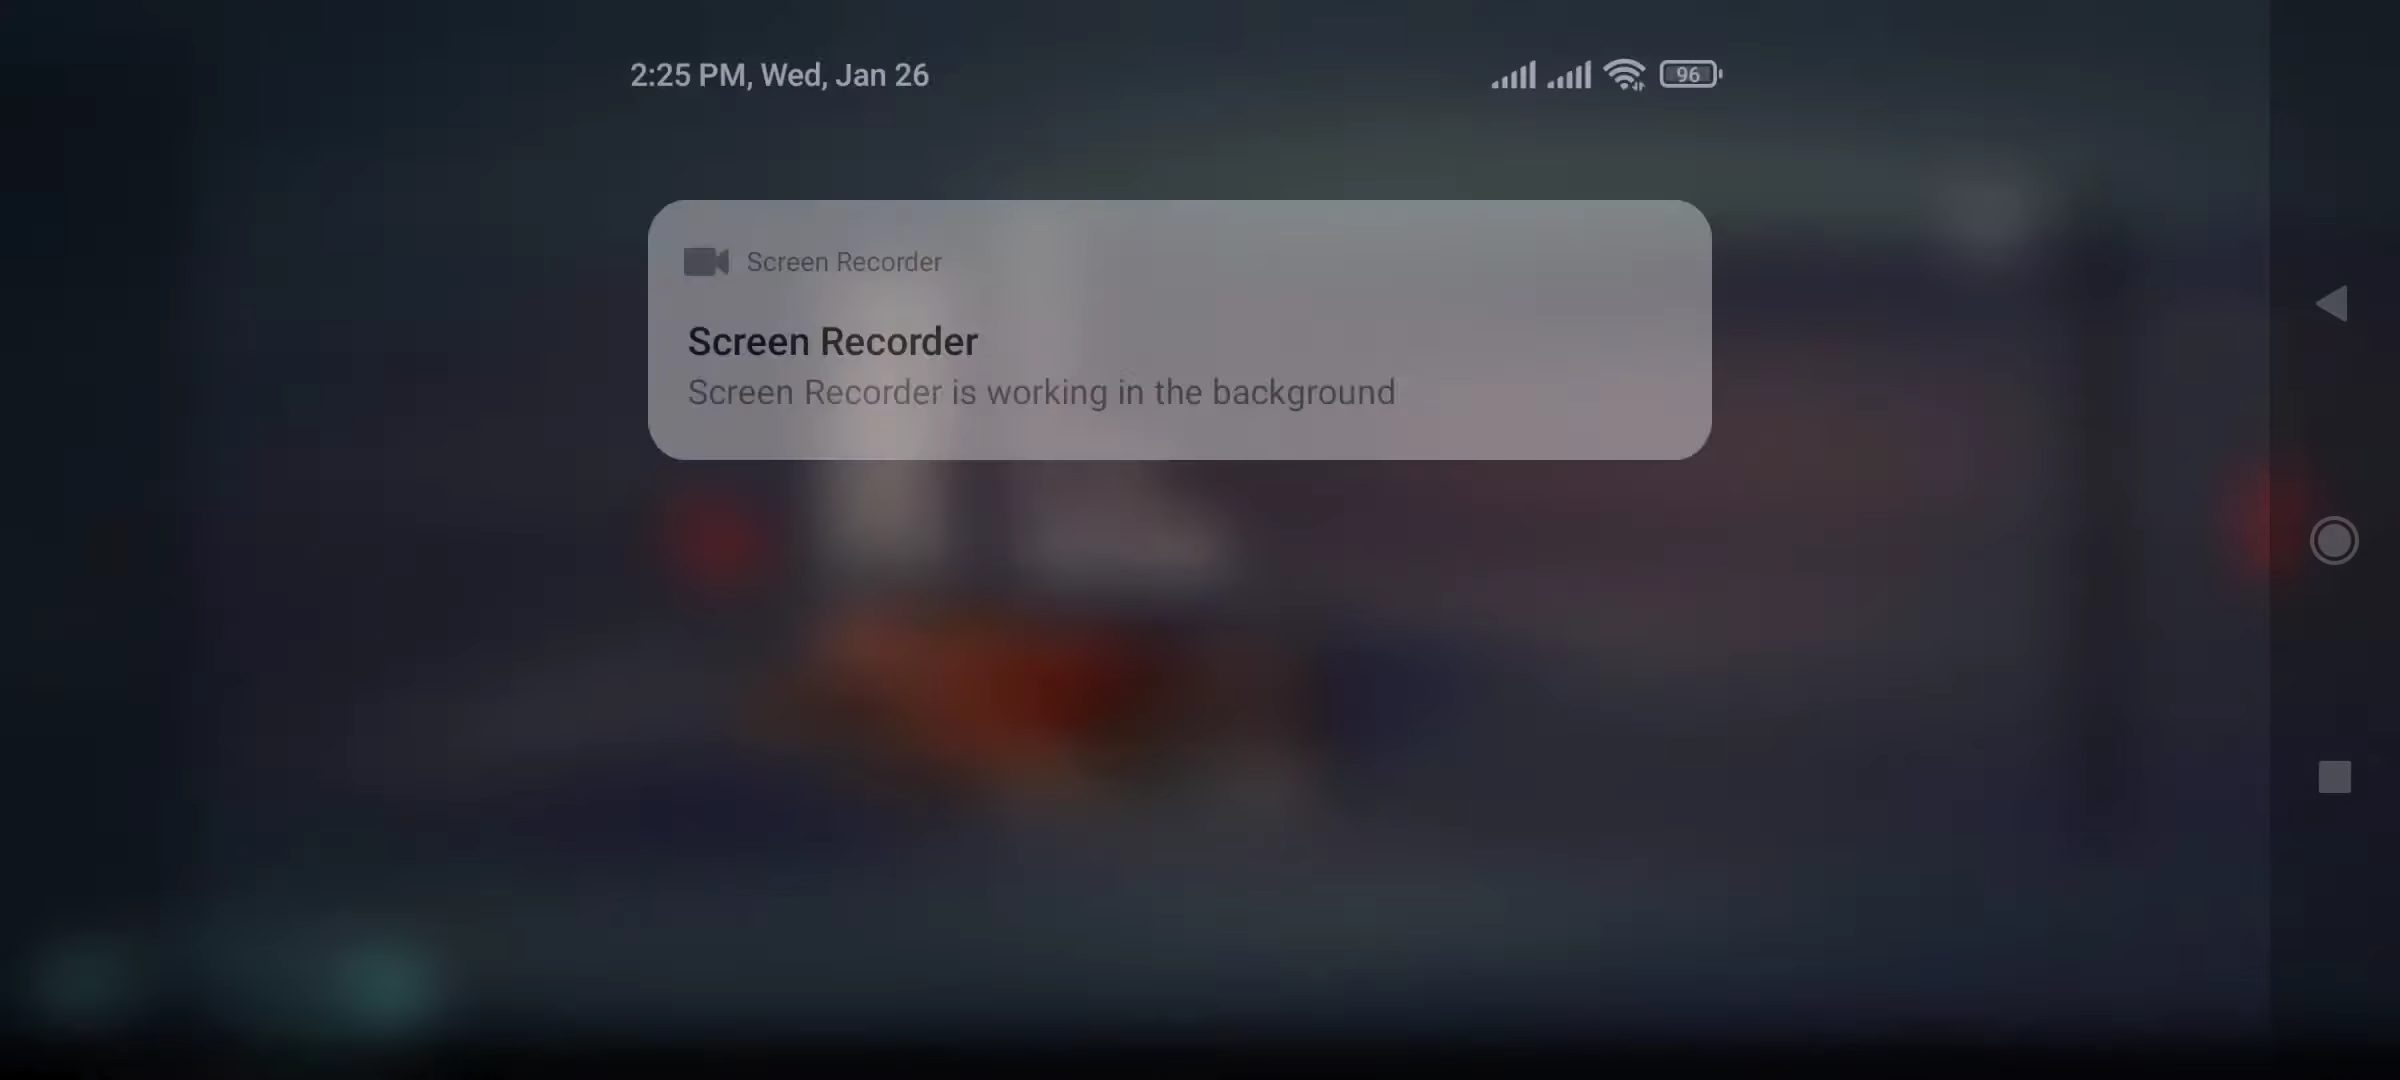 2:25 PM, Wed, Jan 26
96
Screen Recorder
Screen Recorder
Screen Recorder is working in the background